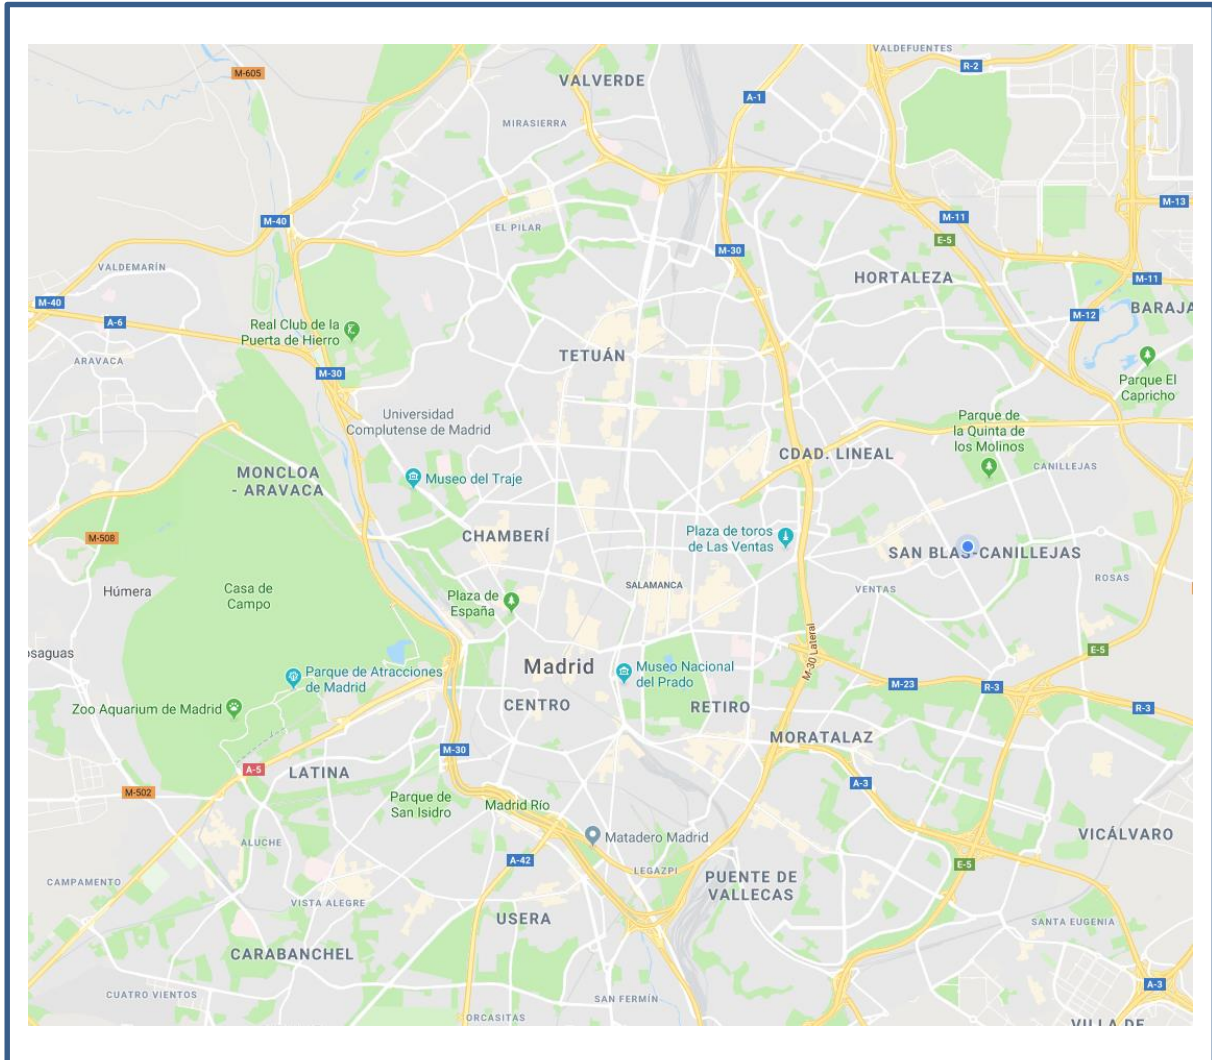 VALDEFUENTES
R-2
M-605
VALVERDE
A-1
MIRASIERRA
M-13
M-40
M-11
EL PILAR
E-5
M-30
VALDEMARÍN
HORTALEZA
M-11
M-40
M-12
BARAJA
A-6
Real Club de la
Puerta de Hierro
TETUÁN
ARAVACA
M-30
Parque El
Capricho
Universidad
Complutense de Madrid
Parque de
la Quinta de
los Molinos
CDAD. LINEAL
CANILLEJAS
MONCLOA
- ARAVACA
Museo del Traje
CHAMBERÍ
Plaza de toros
de Las Ventas
M-508
SAN BLAS-CANILLEJAS
ROSAS
Húmera
Casa de
Campo
SALAMANCA
VENTAS
Plaza de
España
M-30 Lateral
osaguas
E-5
Madrid
Museo Nacional
del Prado
Parque de Atracciones
de Madrid
M-23
R-3
Zoo Aquarium de Madrid
CENTRO
RETIRO
R-3
MORATALAZ
M-30
A-5
LATINA
A-3
M-502
Parque de
San Isidro
Madrid Río
Matadero Madrid
VICÁLVARO
ALUCHE
A-42
E-5
LEGAZPI
PUENTE DE
VALLECAS
CAMPAMENTO
VISTA ALEGRE
USERA
SANTA EUGENIA
CARABANCHEL
A-3
CUATRO VIENTOS
SAN FERMÍN
ORCASITAS
VILLA DE